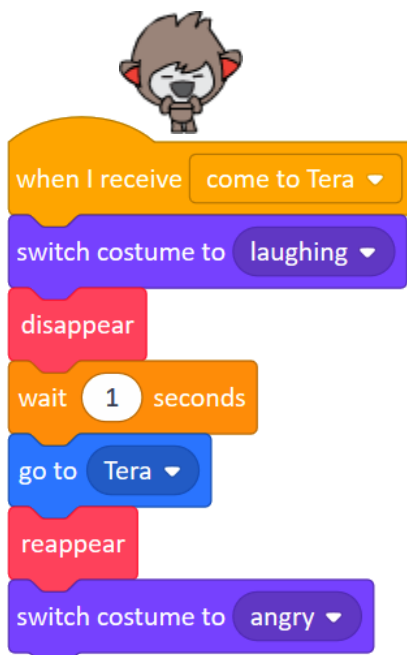 when I receive come to Tera
switch costume to laughing
disappear
wait 1 seconds
go to Tera
reappear
switch costume to angry